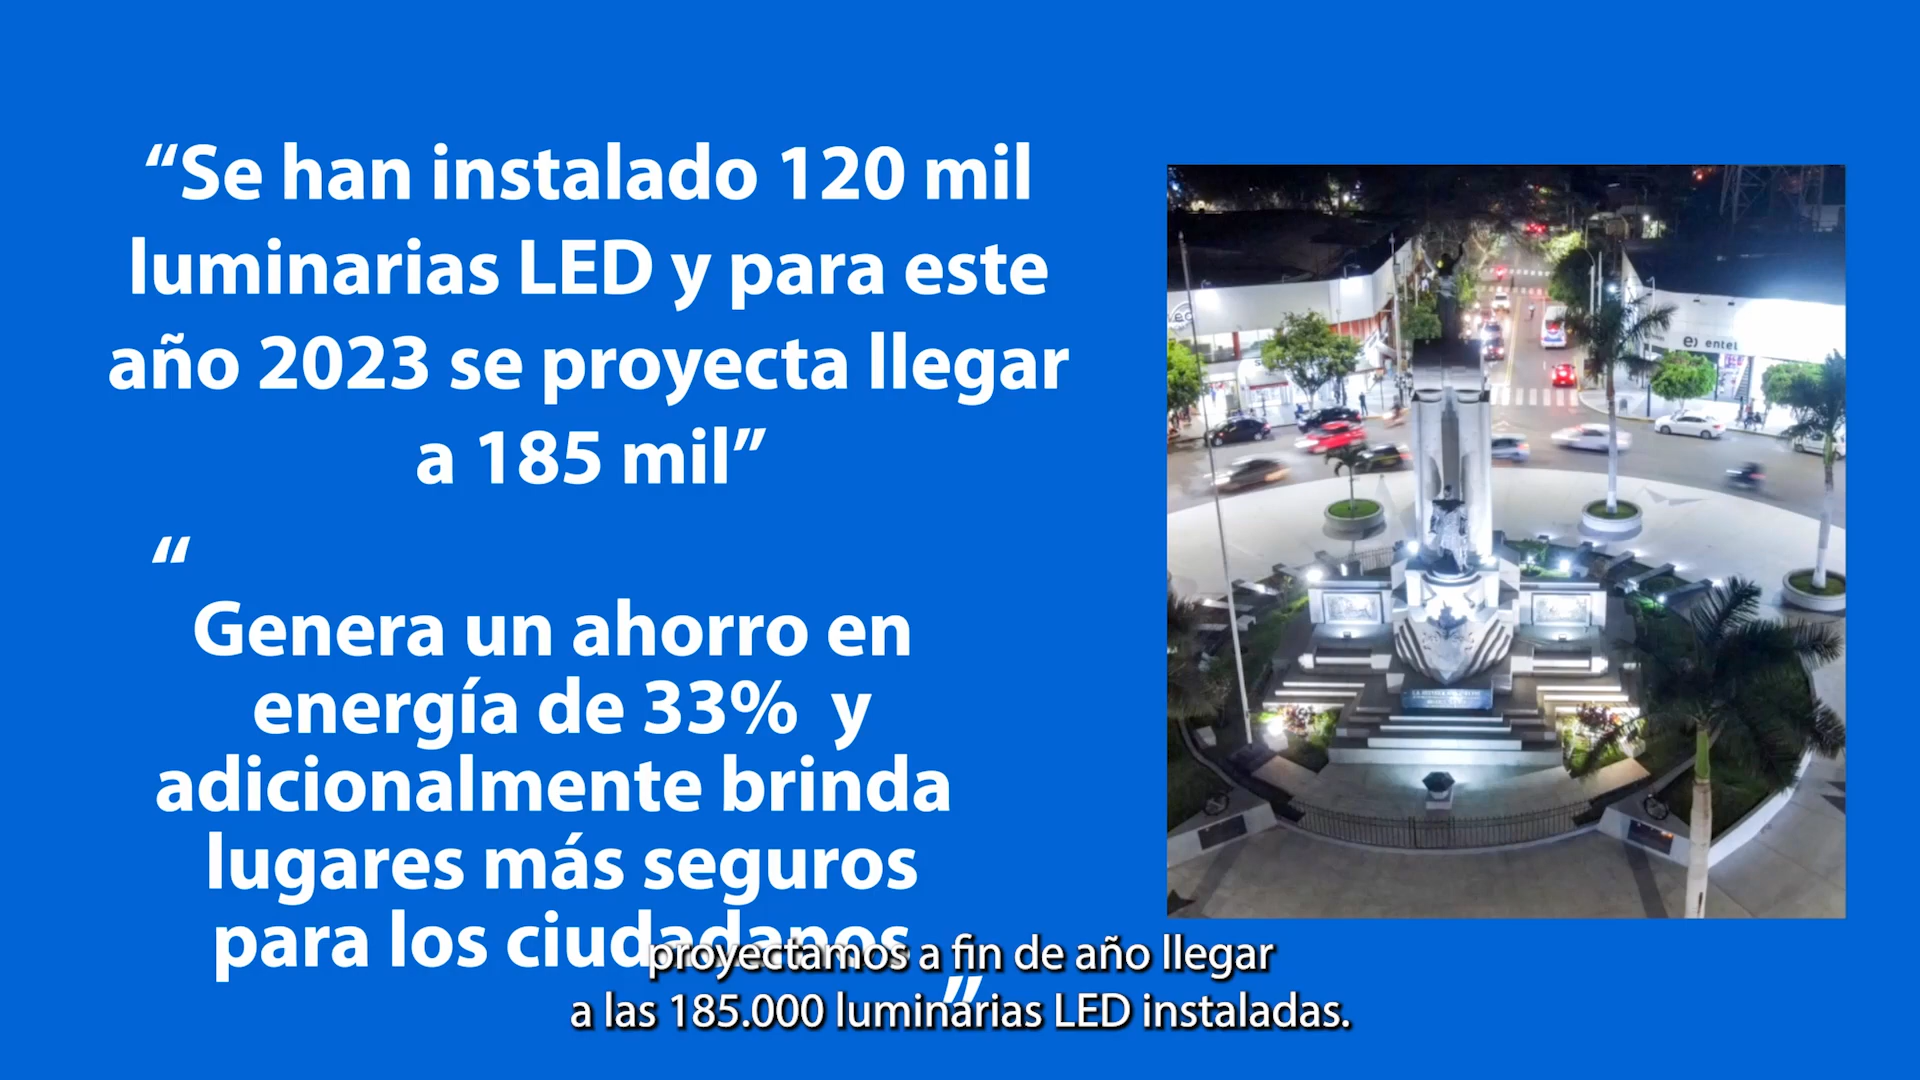 “Se han instalado 120 mil
luminarias LED y para este
año 2023 se proyecta llegar
a 185 mil”
“
Genera un ahorro en
energía de 33% y
adicionalmente brinda
lugares más seguros
para los ciudadanos
”
e) entel
proyectamos a fin de año llegar
a las 185.000 luminarias LED instaladas.